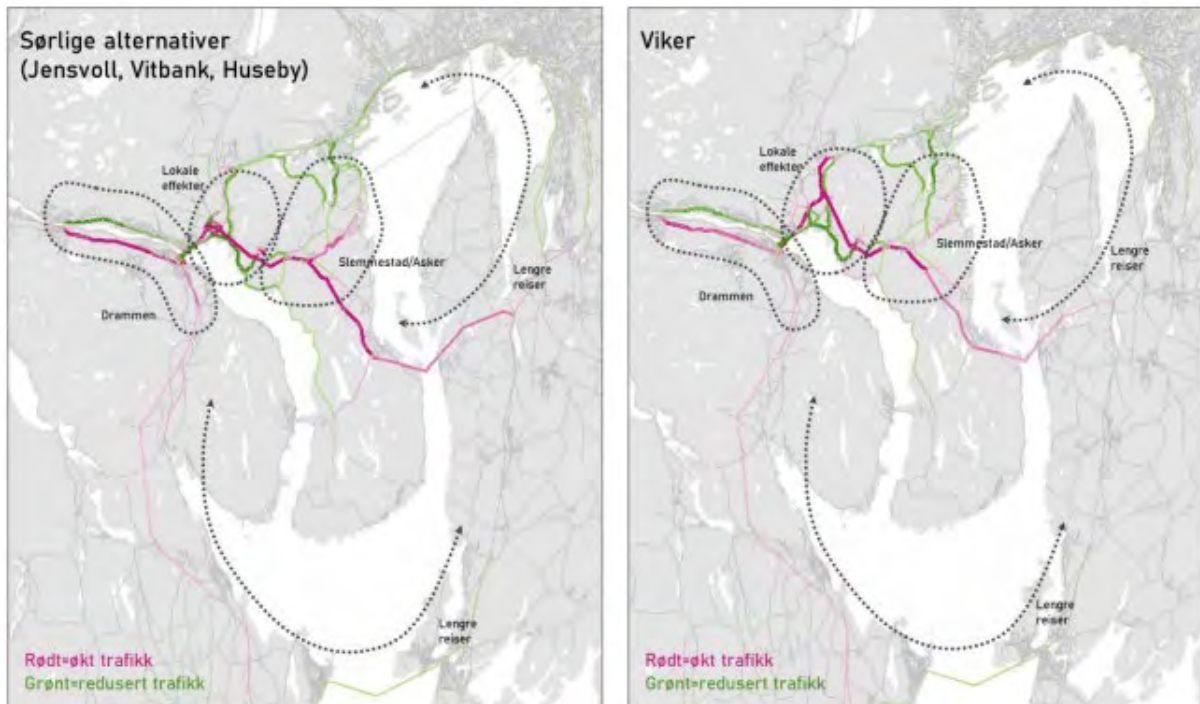 Sørlige alternativer
(Jensvoll, Vitbank, Huseby)
Lokale
effekter
Slemmestad/Asker
Lengre
reiser
Drammen
Lengre
reiser
Rødt=økt trafikk
Grønt=redusert trafikk
Viker
Lokale
effekter
Slemmestad/Asker
Lengre
reiser
Drammen
Lengre
reiser
Rødt=økt trafikk
Grønt=redusert trafikk